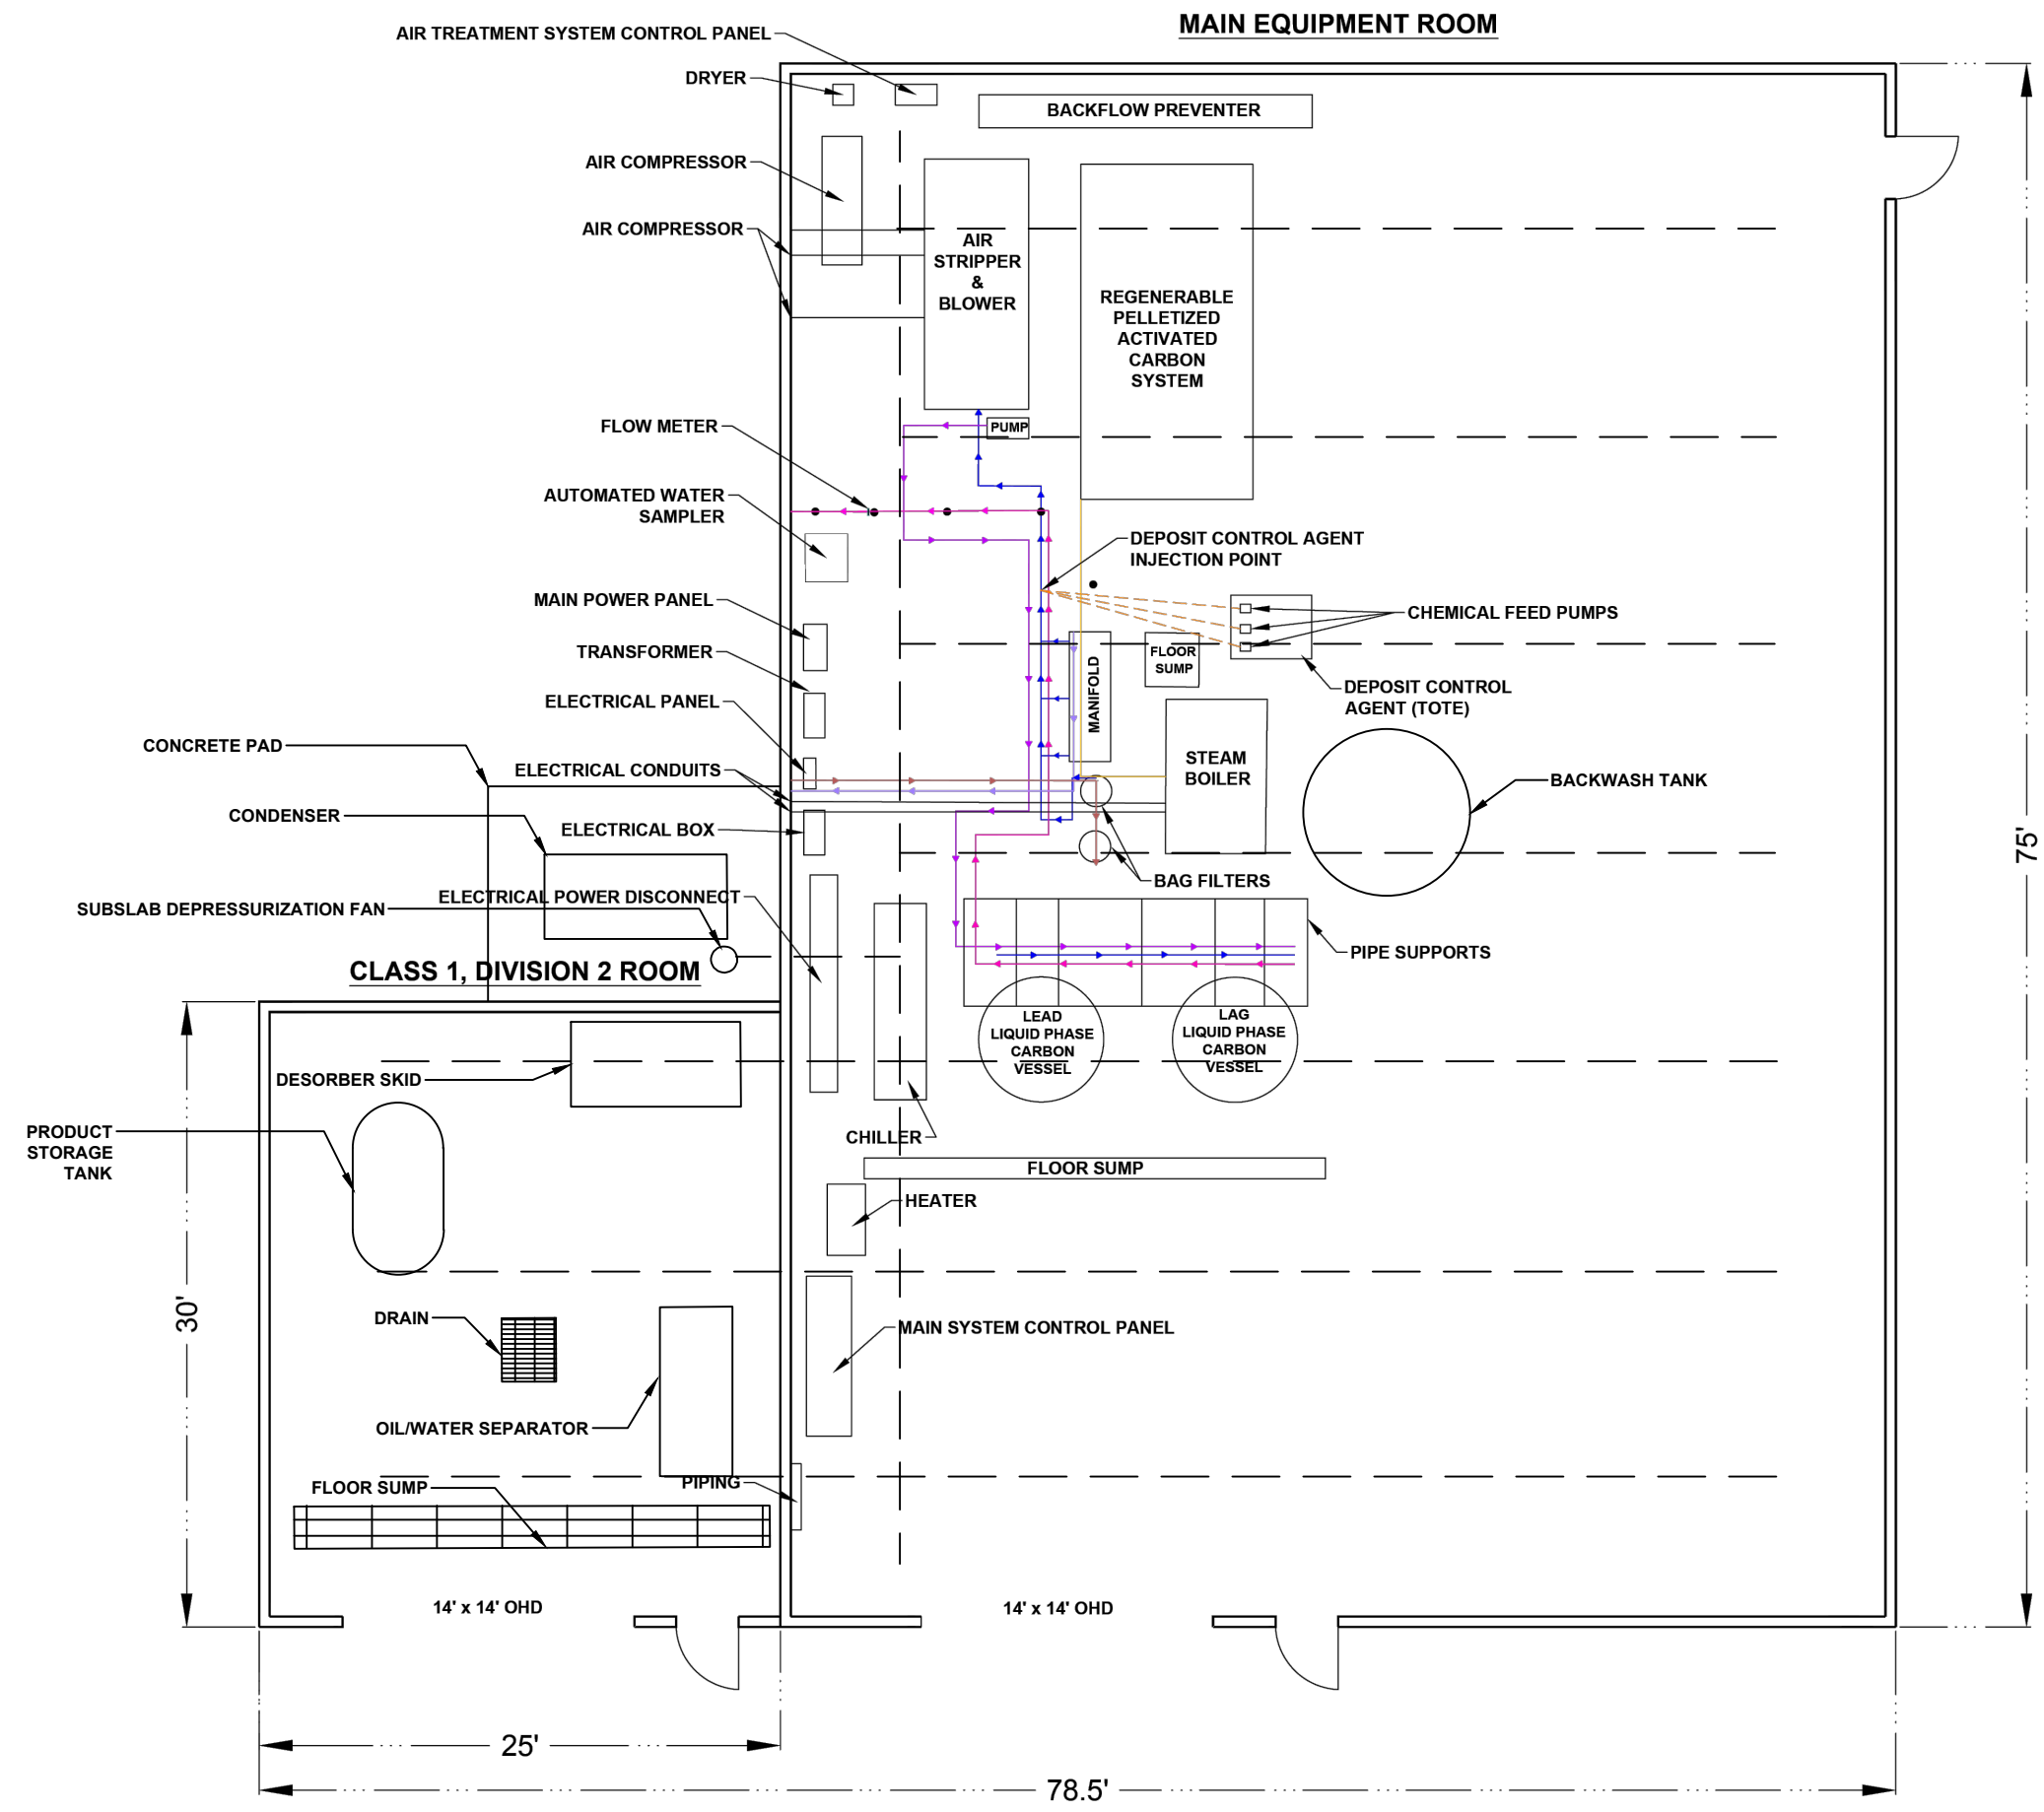 MAIN EQUIPMENT ROOM
AIR TREATMENT SYSTEM CONTROL PANEL
DRYER
BACKFLOW PREVENTER
AIR COMPRESSOR
AIR COMPRESSOR
AIR
STRIPPER
&
BLOWER
REGENERABLE
PELLETIZED
ACTIVATED
CARBON
SYSTEM
FLOW METER
PUMP
AUTOMATED WATER
SAMPLER
DEPOSIT CONTROL AGENT
INJECTION POINT
MAIN POWER PANEL
CHEMICAL FEED PUMPS
TRANSFORMER
MANIFOLD
FLOOR
SUMP
DEPOSIT CONTROL
AGENT (TOTE)
ELECTRICAL PANEL
CONCRETE PAD
ELECTRICAL CONDUITS
STEAM
BOILER
BACKWASH TANK
CONDENSER
ELECTRICAL BOX
75'
BAG FILTERS
ELECTRICAL POWER DISCONNECT
SUBSLAB DEPRESSURIZATION FAN
PIPE SUPPORTS
CLASS 1, DIVISION 2 ROOM
LEAD
LIQUID PHASE
CARBON
VESSEL
LAG
LIQUID PHASE
CARBON
VESSEL
DESORBER SKID
PRODUCT
STORAGE
TANK
CHILLER
FLOOR SUMP
HEATER
30'
DRAIN
MAIN SYSTEM CONTROL PANEL
OIL/WATER SEPARATOR
FLOOR SUMP
PIPING
14' x 14' OHD
14' x 14' OHD
25'
78.5'